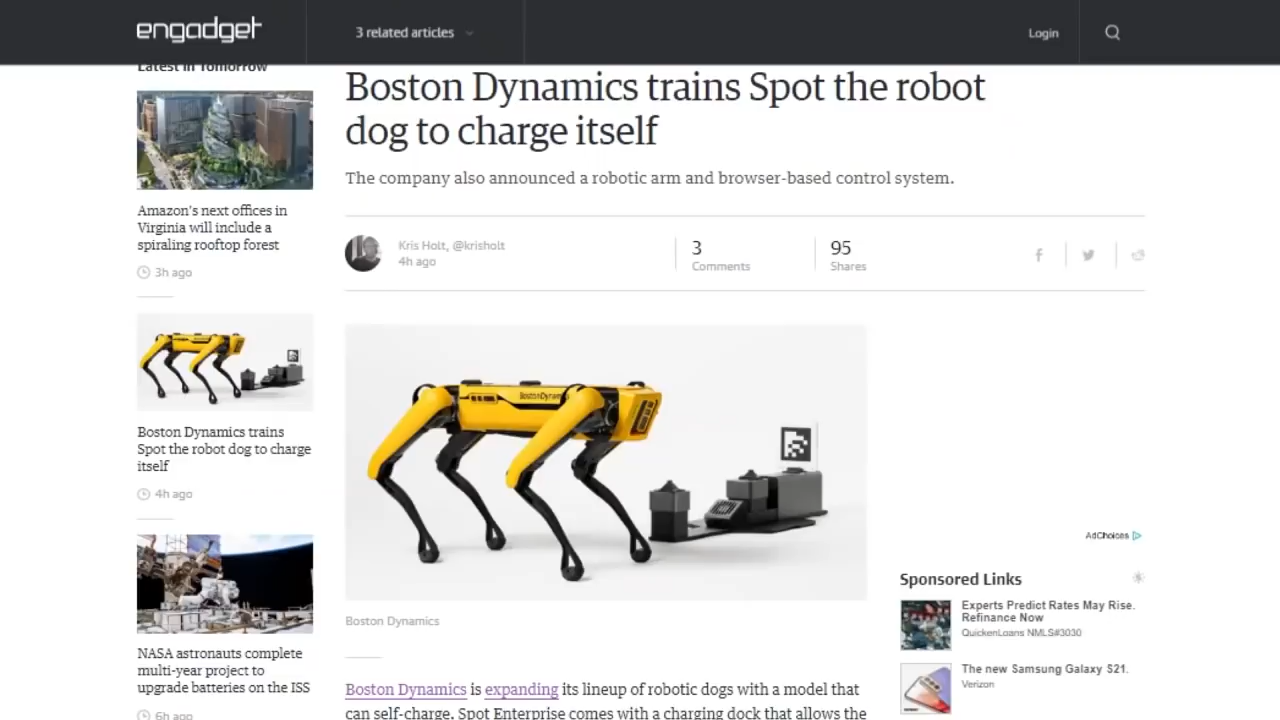 engadget
3 related articles
Login
Latest in Tomorrow
Amazon's next offices in
Virginia will include a
spiraling rooftop forest
3h ago
Boston Dynamics trains
Spot the robot dog to charge
itself
4h ago
NASA astronauts complete
multi-year project to
upgrade batteries on the ISS
6h ago
Boston Dynamics trains Spot the robot
dog to charge itself
The company also announced a robotic arm and browser-based control system.
Kris Holt, @krisholt
4h ago
3
Comments
95
Shares
BostonDynamics
Boston Dynamics
Boston Dynamics is expanding its lineup of robotic dogs with a model that
can self-charge. Spot Enterprise comes with a charging dock that allows the
AdChoices
Sponsored Links
Experts Predict Rates May Rise.
Refinance Now
QuickenLoans NMLS#3030
The new Samsung Galaxy S21.
Verizon